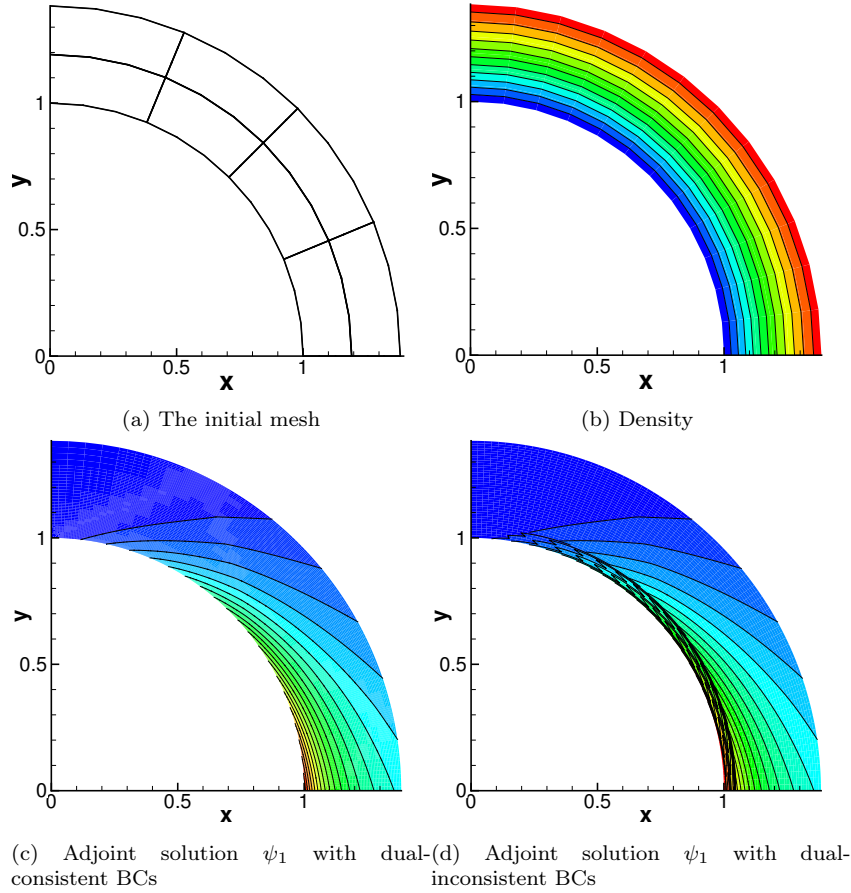 y
1
0.5
0
0
0.5
1
x
(a) The initial mesh
y
1
0.5
0
0
0.5
1
x
(b) Density
y
1
0.5
0
0
0.5
1
x
(c) Adjoint solution ψ1 with dual-
consistent BCs
y
1
0.5
0
0
0.5
1
x
(d) Adjoint solution ψ1 with dual-
inconsistent BCs